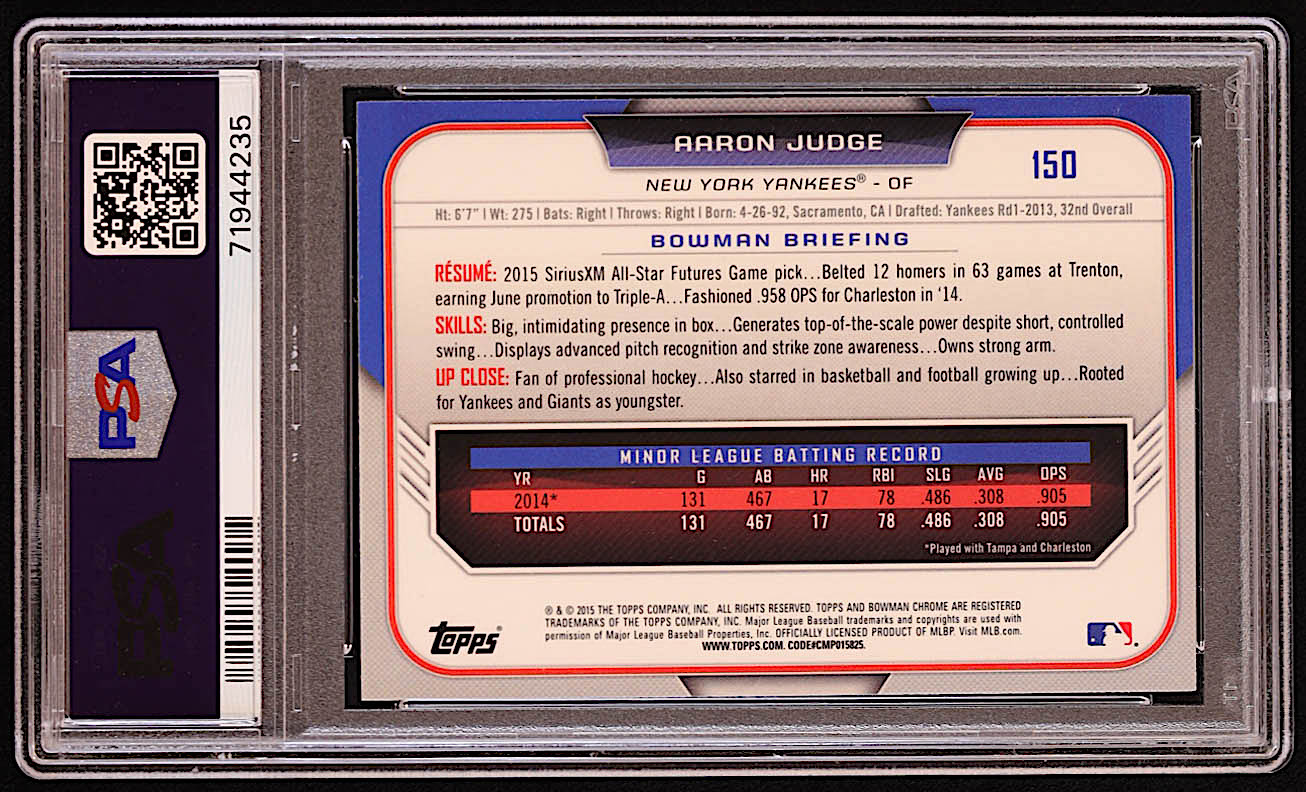 71944235
PSA
PSA
PSA
AARON JUDGE
150
NEW YORK YANKEES® - OF
Ht: 6'7" | Wt: 275 | Bats: Right | Throws: Right | Born: 4-26-92, Sacramento, CA | Drafted: Yankees Rd1-2013, 32nd Overall
BOWMAN BRIEFING
RÉSUMÉ: 2015 SiriusXM All-Star Futures Game pick...Belted 12 homers in 63 games at Trenton,
earning June promotion to Triple-A...Fashioned .958 OPS for Charleston in '14.
SKILLS: Big, intimidating presence in box...Generates top-of-the-scale power despite short, controlled
swing...Displays advanced pitch recognition and strike zone awareness...Owns strong arm.
UP CLOSE: Fan of professional hockey...Also starred in basketball and football growing up...Rooted
for Yankees and Giants as youngster.
MINOR LEAGUE BATTING RECORD
YR G AB HR RBI SLG AVG OPS
2014* 131 467 17 78 .486 .308 .905
TOTALS 131 467 17 78 .486 .308 .905
*Played with Tampa and Charleston
® & © 2015 THE TOPPS COMPANY, INC. ALL RIGHTS RESERVED. TOPPS AND BOWMAN CHROME ARE REGISTERED
TRADEMARKS OF THE TOPPS COMPANY, INC. Major League Baseball trademarks and copyrights are used with
permission of Major League Baseball Properties, Inc. OFFICIALLY LICENSED PRODUCT OF MLBP. Visit MLB.com.
WWW.TOPPS.COM. CODE#CMP015825.
topps